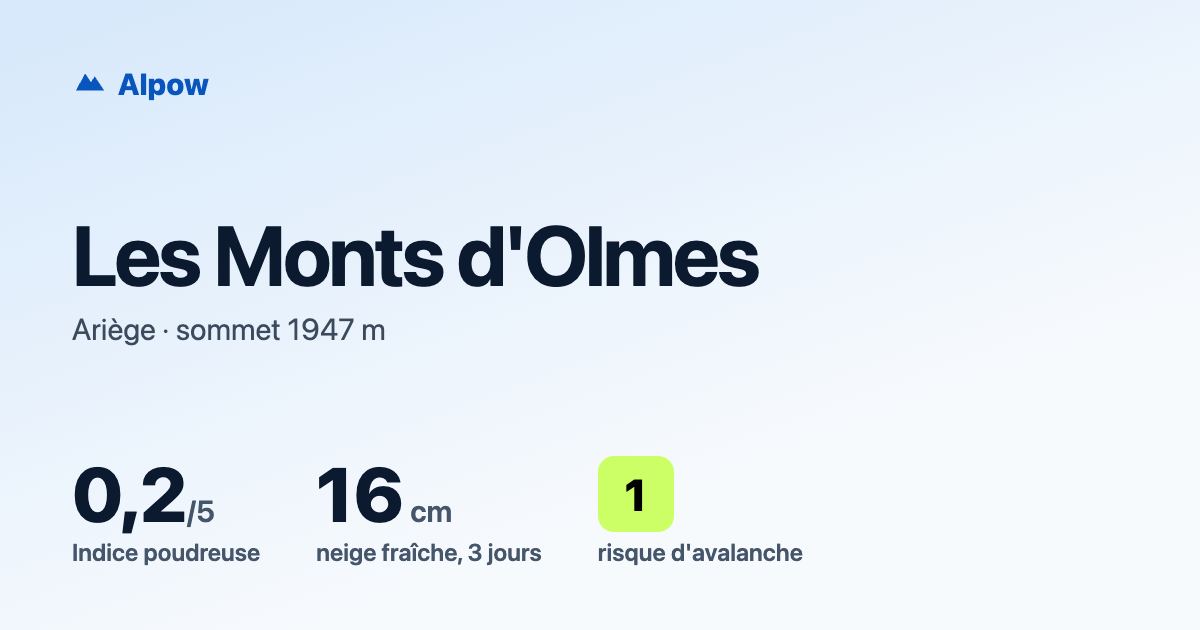 Alpow
Les Monts d'Olmes
Ariège · sommet 1947 m
0,2/5
Indice poudreuse
16 cm
neige fraîche, 3 jours
1
risque d'avalanche